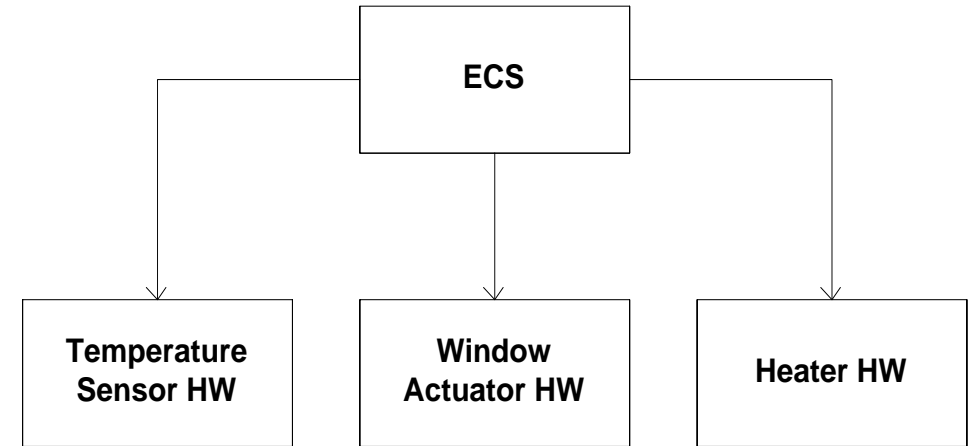 ECS
Temperature
Sensor HW
Window
Actuator HW
Heater HW